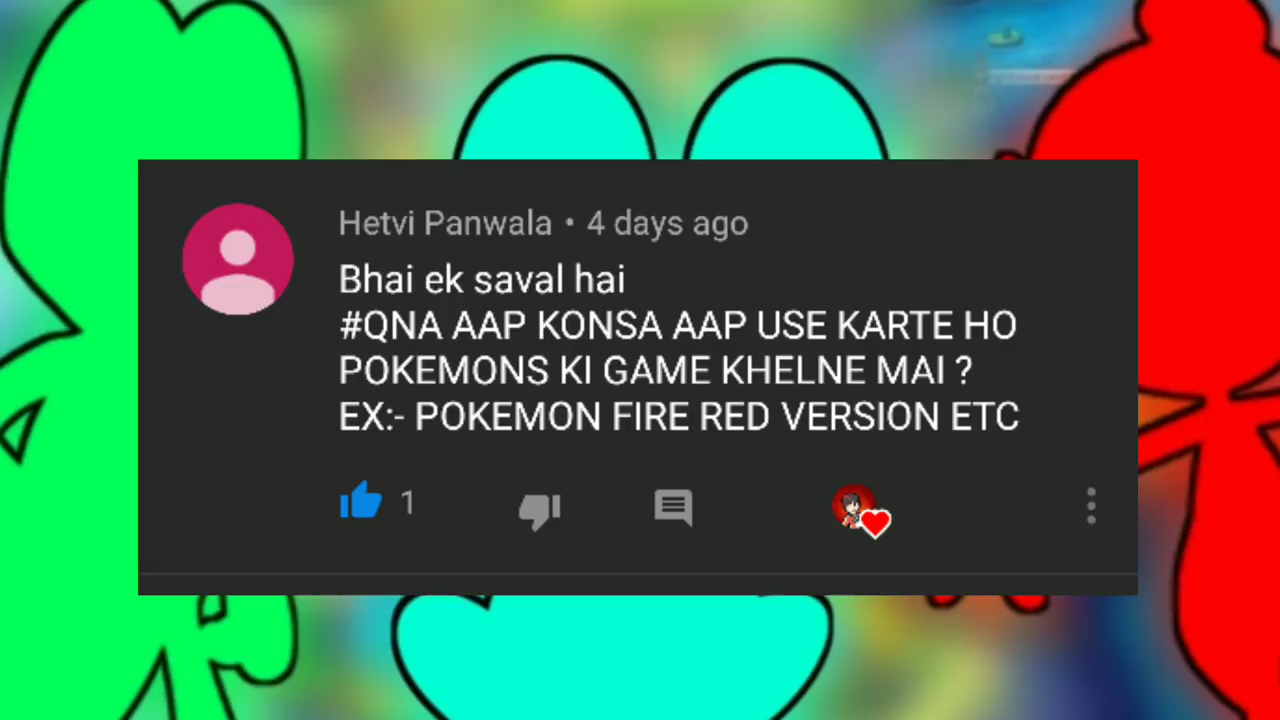 Hetvi Panwala • 4 days ago
Bhai ek saval hai
#QNA AAP KONSA AAP USE KARTE HO
POKEMONS KI GAME KHELNE MAI ?
EX:- POKEMON FIRE RED VERSION ETC
1